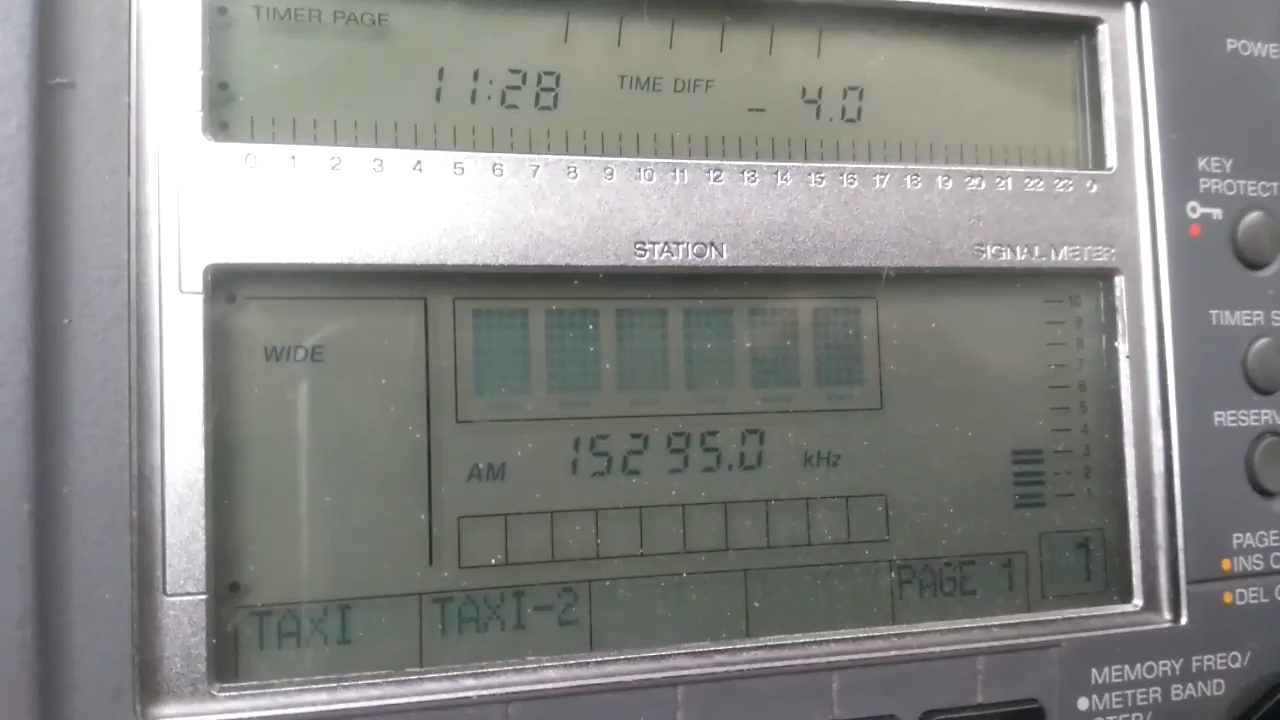 TIMER PAGE
11:28 TIME DIFF - 4.0
0 1 2 3 4 5 6 7 8 9 10 11 12 13 14 15 16 17 18 19 20 21 22 23 0
STATION SIGNAL METER
WIDE
10
9
8
7
6
5
4
3
2
1
AM 15295.0 kHz
TAXI TAXI-2 PAGE 1 1
POWE
KEY
PROTECT
TIMER S
RESERV
PAGE
INS C
DEL C
MEMORY FREQ/
METER BAND